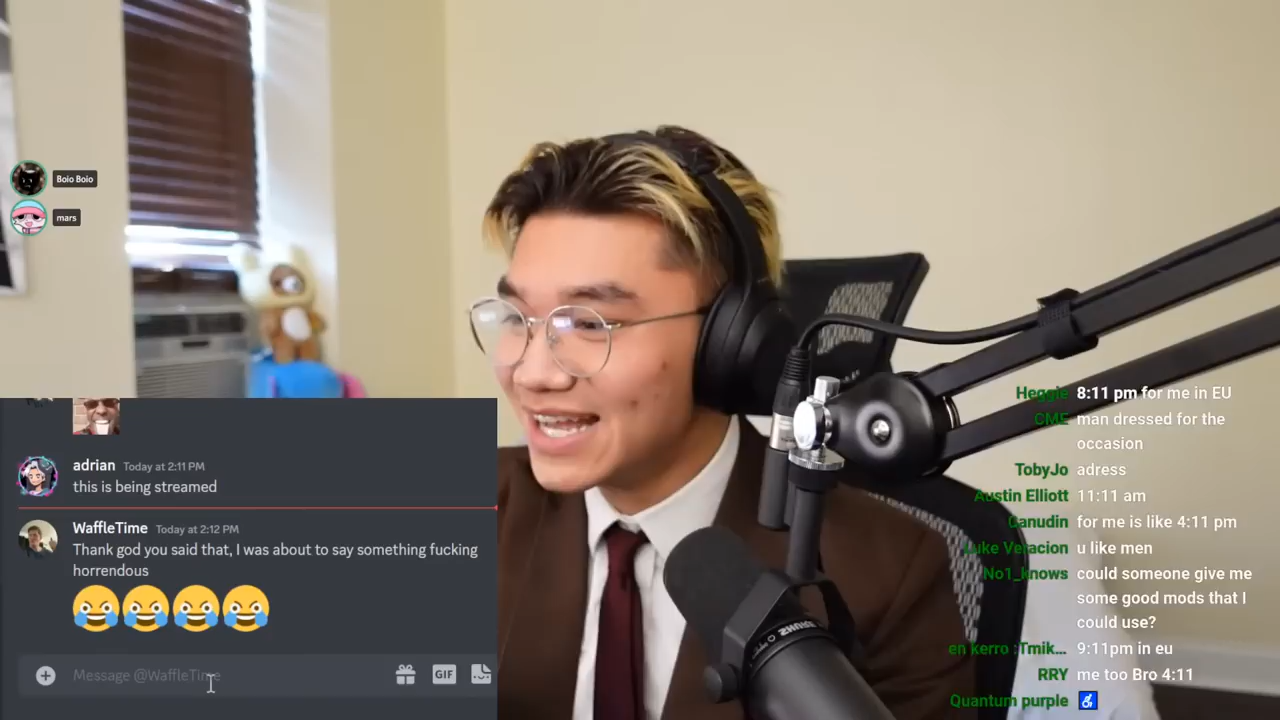 Boio Boio
mars
adrian Today at 2:11 PM
this is being streamed
WaffleTime Today at 2:12 PM
Thank god you said that, I was about to say something fucking
horrendous
Message @WaffleTime
GIF
Heggie 8:11 pm for me in EU
CME man dressed for the
occasion
TobyJo adress
Austin Elliott 11:11 am
Canudin for me is like 4:11 pm
Luke Veracion u like men
No1_knows could someone give me
some good mods that I
could use?
en kerro :Tmik... 9:11pm in eu
RRY me too Bro 4:11
Quantum purple
SHURE